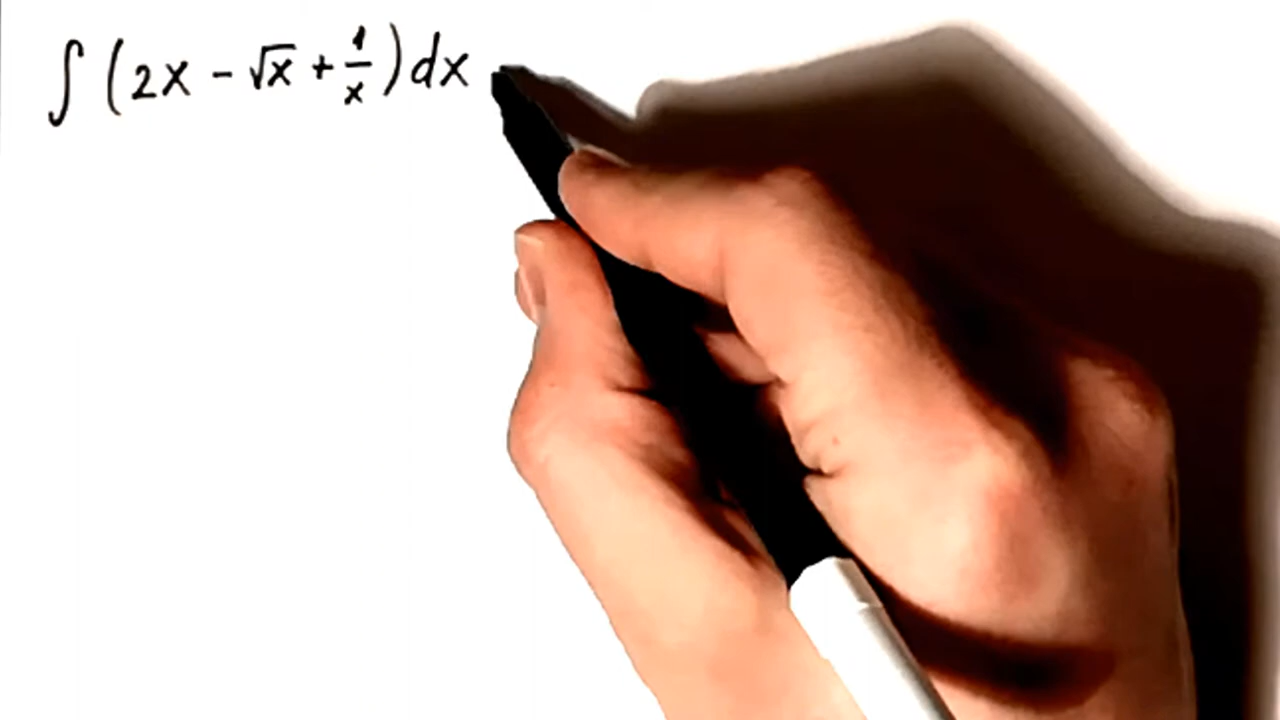 ∫ (2x - √x + 1/x) dx